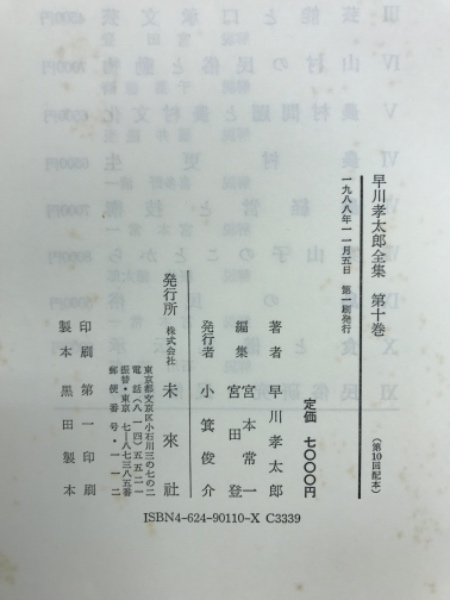 早川孝太郎全集 第十巻
（第10回配本）
一九八八年一一月五日 第一刷発行
定価 七〇〇〇円
著者 早川孝太郎
編集 宮本常一
宮田登
発行者 小箕俊介
発行所 株式会社 未來社
東京都文京区小石川三の七の二
電話（八一四）五五二一
振替・東京 七―八七三八五番
郵便番号・一一二
印刷 第一印刷
製本 黒田製本
ISBN4-624-90110-X C3339